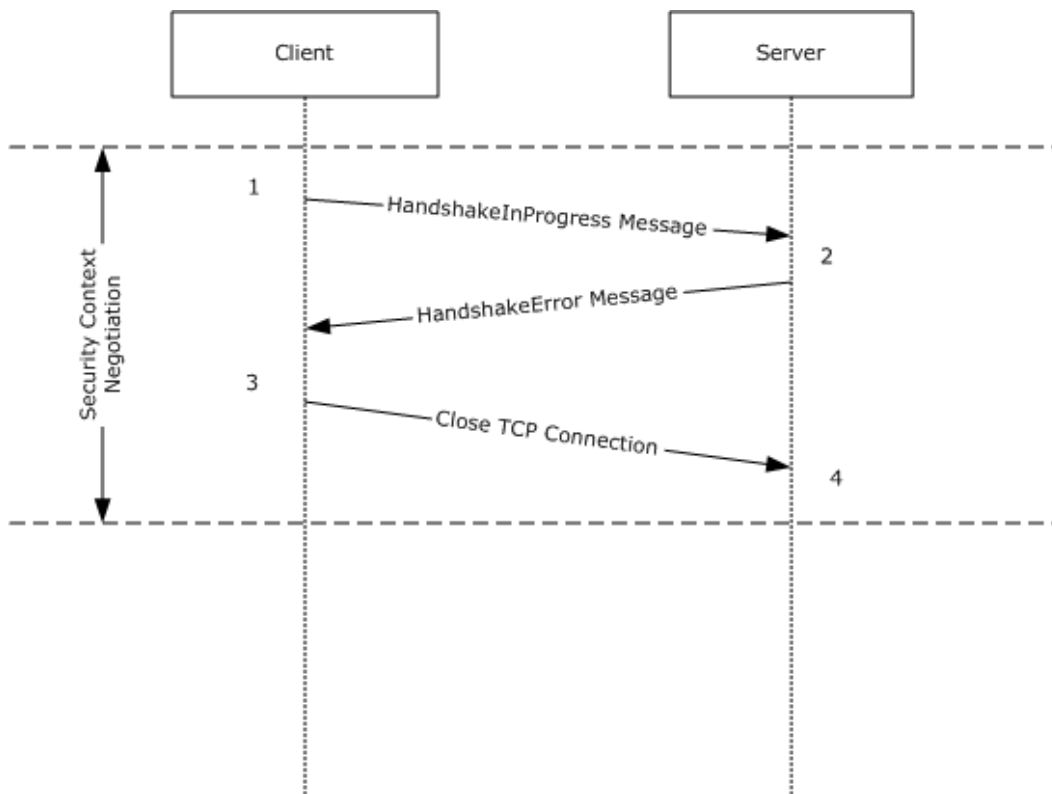 Client
Server
1
HandshakeInProgress Message
2
HandshakeError Message
3
Close TCP Connection
4
Security Context
Negotiation